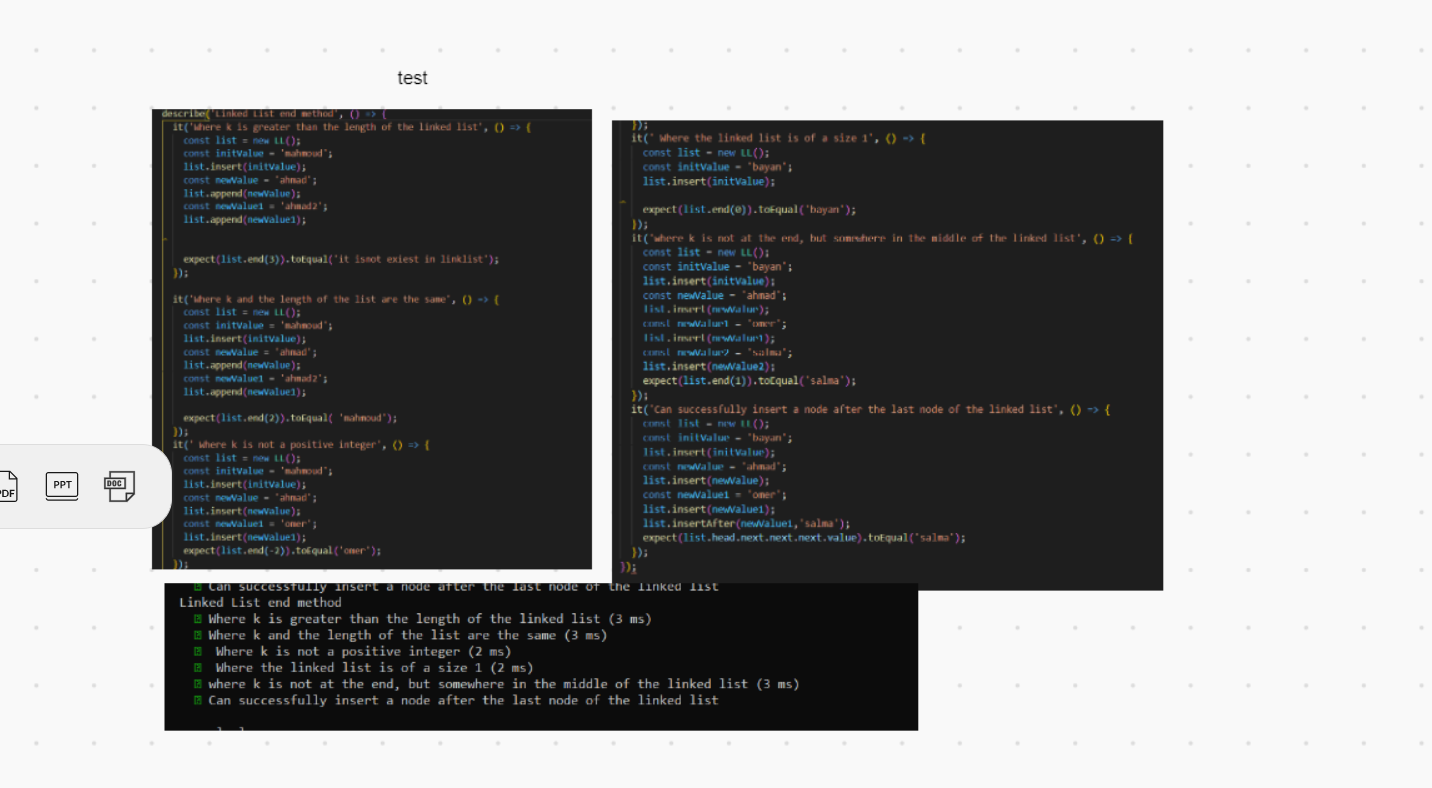 test
describe('Linked List end method', () => {
it('Where k is greater than the length of the linked list', () => {
const list = new LL();
const initValue = 'mahmoud';
list.insert(initValue);
const newValue = 'ahmad';
list.append(newValue);
const newValue1 = 'ahmad2';
list.append(newValue1);
expect(list.end(3)).toEqual('it isnot exiest in linklist');
});
it('Where k and the length of the list are the same', () => {
const list = new LL();
const initValue = 'mahmoud';
list.insert(initValue);
const newValue = 'ahmad';
list.append(newValue);
const newValue1 = 'ahmad2';
list.append(newValue1);
expect(list.end(2)).toEqual( 'mahmoud');
});
it(' Where k is not a positive integer', () => {
const list = new LL();
const initValue = 'mahmoud';
list.insert(initValue);
const newValue = 'ahmad';
list.insert(newValue);
const newValue1 = 'omer';
list.insert(newValue1);
expect(list.end(-2)).toEqual('omer');
});
});
it(' Where the linked list is of a size 1', () => {
const list = new LL();
const initValue = 'bayan';
list.insert(initValue);
expect(list.end(0)).toEqual('bayan');
});
it('where k is not at the end, but somewhere in the middle of the linked list', () => {
const list = new LL();
const initValue = 'bayan';
list.insert(initValue);
const newValue = 'ahmad';
list.insert(newValue);
const newValue1 = 'omer';
list.insert(newValue1);
const newValue2 = 'salma';
list.insert(newValue2);
expect(list.end(1)).toEqual('salma');
});
it('Can successfully insert a node after the last node of the linked list', () => {
const list = new LL();
const initValue = 'bayan';
list.insert(initValue);
const newValue = 'ahmad';
list.insert(newValue);
const newValue1 = 'omer';
list.insert(newValue1);
list.insertAfter(newValue1,'salma');
expect(list.head.next.next.next.value).toEqual('salma');
});
});
PDF
PPT
DOC
Can successfully insert a node after the last node of the linked list
Linked List end method
Where k is greater than the length of the linked list (3 ms)
Where k and the length of the list are the same (3 ms)
Where k is not a positive integer (2 ms)
Where the linked list is of a size 1 (2 ms)
where k is not at the end, but somewhere in the middle of the linked list (3 ms)
Can successfully insert a node after the last node of the linked list